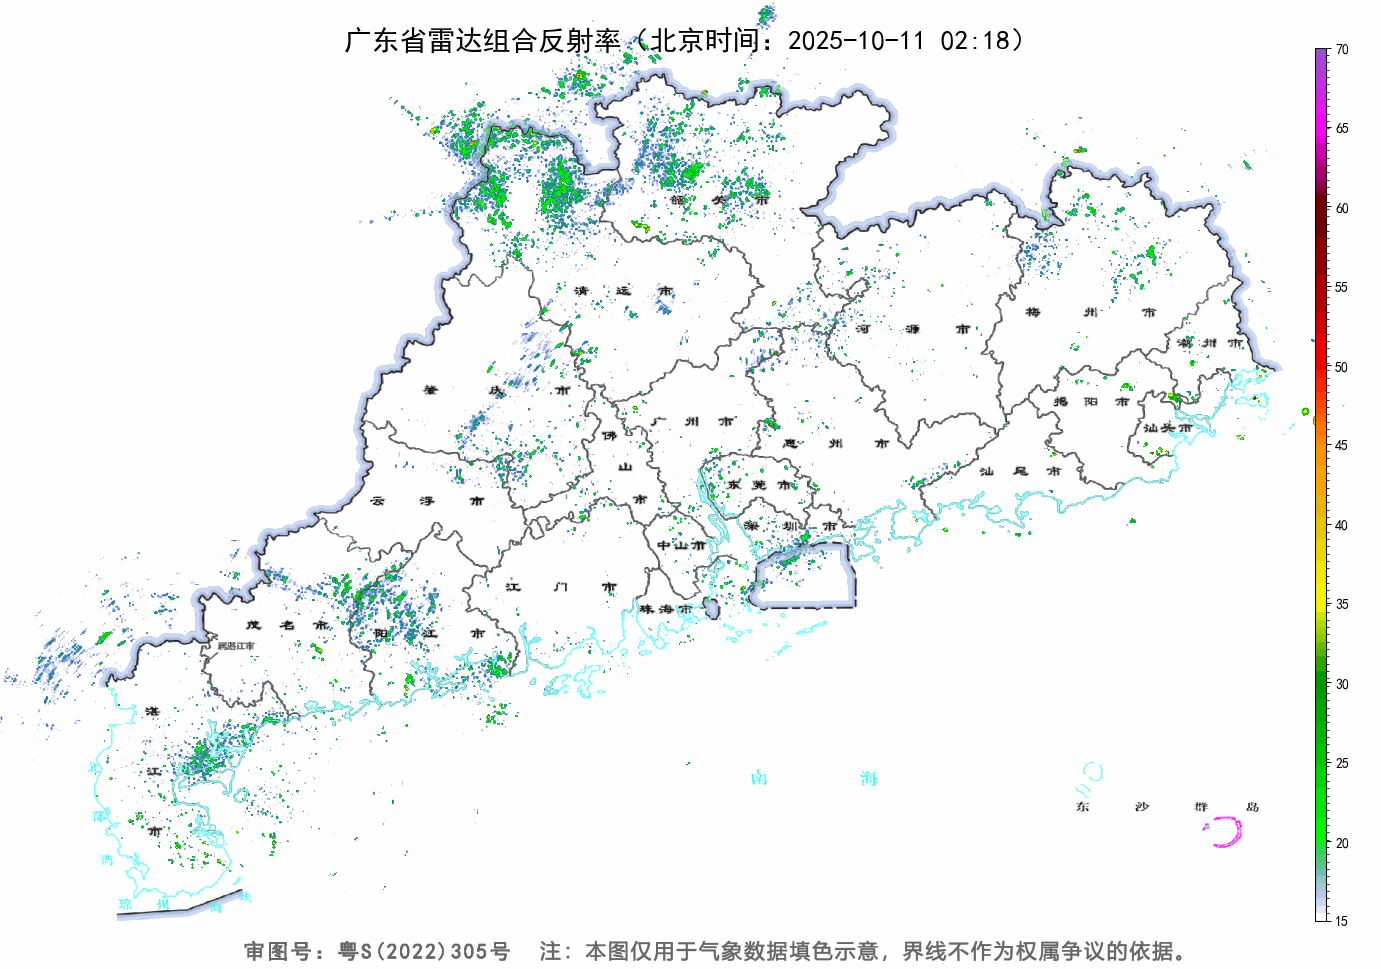 广东省雷达组合反射率（北京时间：2025-10-11 02:18）
70
65
60
55
50
45
40
35
30
25
20
15
韶 关 市
清 远 市
河 源 市
梅 州 市
潮 州 市
肇 庆 市
揭 阳 市
汕头市
广 州 市
佛 山 市
惠 州 市
汕 尾 市
云 浮 市
东 莞 市
深 圳 市
中山市
江 门 市
珠海市
茂 名 市
阳 江 市
属湛江市
湛 江 市
南 海
东 沙 群 岛
北 部 湾
琼 州 海 峡
审图号：粤S(2022)305号 注：本图仅用于气象数据填色示意，界线不作为权属争议的依据。